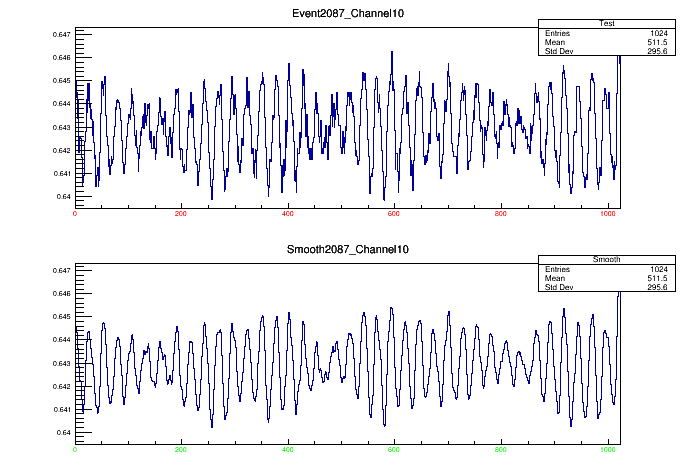 Event2087_Channel10
Test
Entries 1024
Mean 511.5
Std Dev 295.6
0.647
0.646
0.645
0.644
0.643
0.642
0.641
0.64
0 200 400 600 800 1000
Smooth2087_Channel10
Smooth
Entries 1024
Mean 511.5
Std Dev 295.6
0.647
0.646
0.645
0.644
0.643
0.642
0.641
0.64
0 200 400 600 800 1000